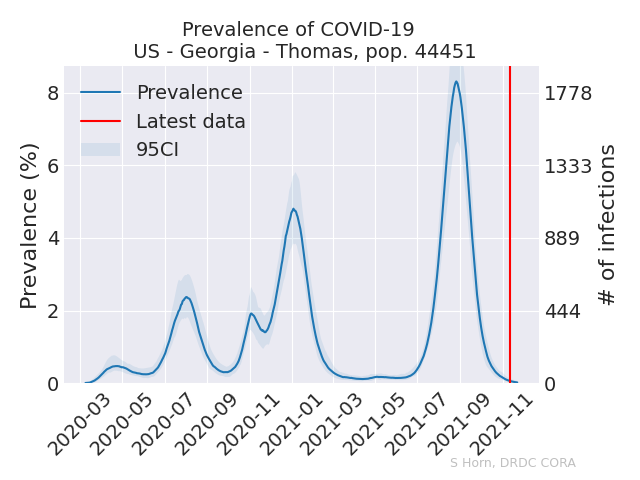 Prevalence of COVID-19
US - Georgia - Thomas, pop. 44451
Prevalence
Latest data
95CI
Prevalence (%)
8
6
4
2
0
1778
1333
889
444
0
# of infections
2020-03
2020-05
2020-07
2020-09
2020-11
2021-01
2021-03
2021-05
2021-07
2021-09
2021-11
S Horn, DRDC CORA